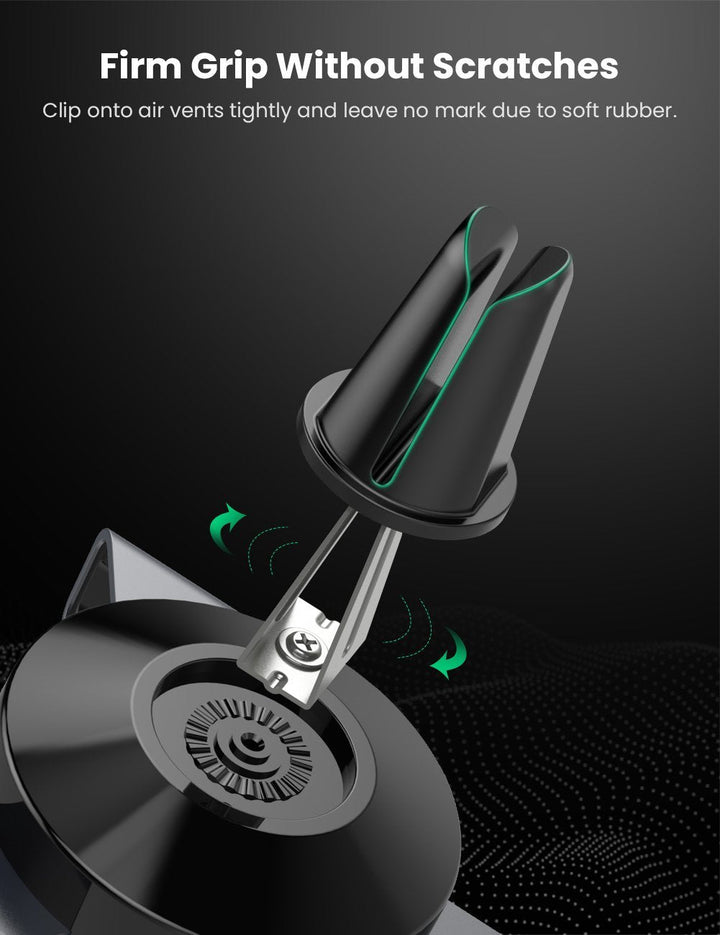 Firm Grip Without Scratches
Clip onto air vents tightly and leave no mark due to soft rubber.